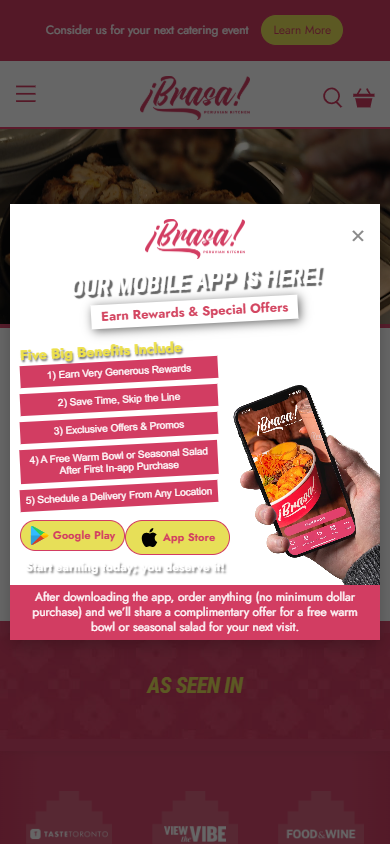 Consider us for your next catering event
Learn More
¡Brasa!
PERUVIAN KITCHEN
¡Brasa!
PERUVIAN KITCHEN
OUR MOBILE APP IS HERE!
Earn Rewards & Special Offers
Five Big Benefits Include
1) Earn Very Generous Rewards
2) Save Time, Skip the Line
3) Exclusive Offers & Promos
4) A Free Warm Bowl or Seasonal Salad
After First In-app Purchase
5) Schedule a Delivery From Any Location
¡Brasa!
¡Brasa!
Google Play
App Store
Start earning today; you deserve it!
After downloading the app, order anything (no minimum dollar
purchase) and we'll share a complimentary offer for a free warm
bowl or seasonal salad for your next visit.
AS SEEN IN
TASTETORONTO
VIEW the VIBE
FOOD&WINE